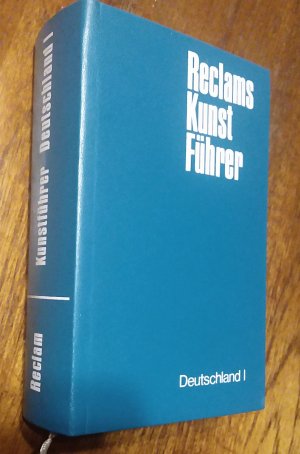 Reclams
Kunst
Führer
Deutschland I
Reclam
Kunstführer Deutschland I